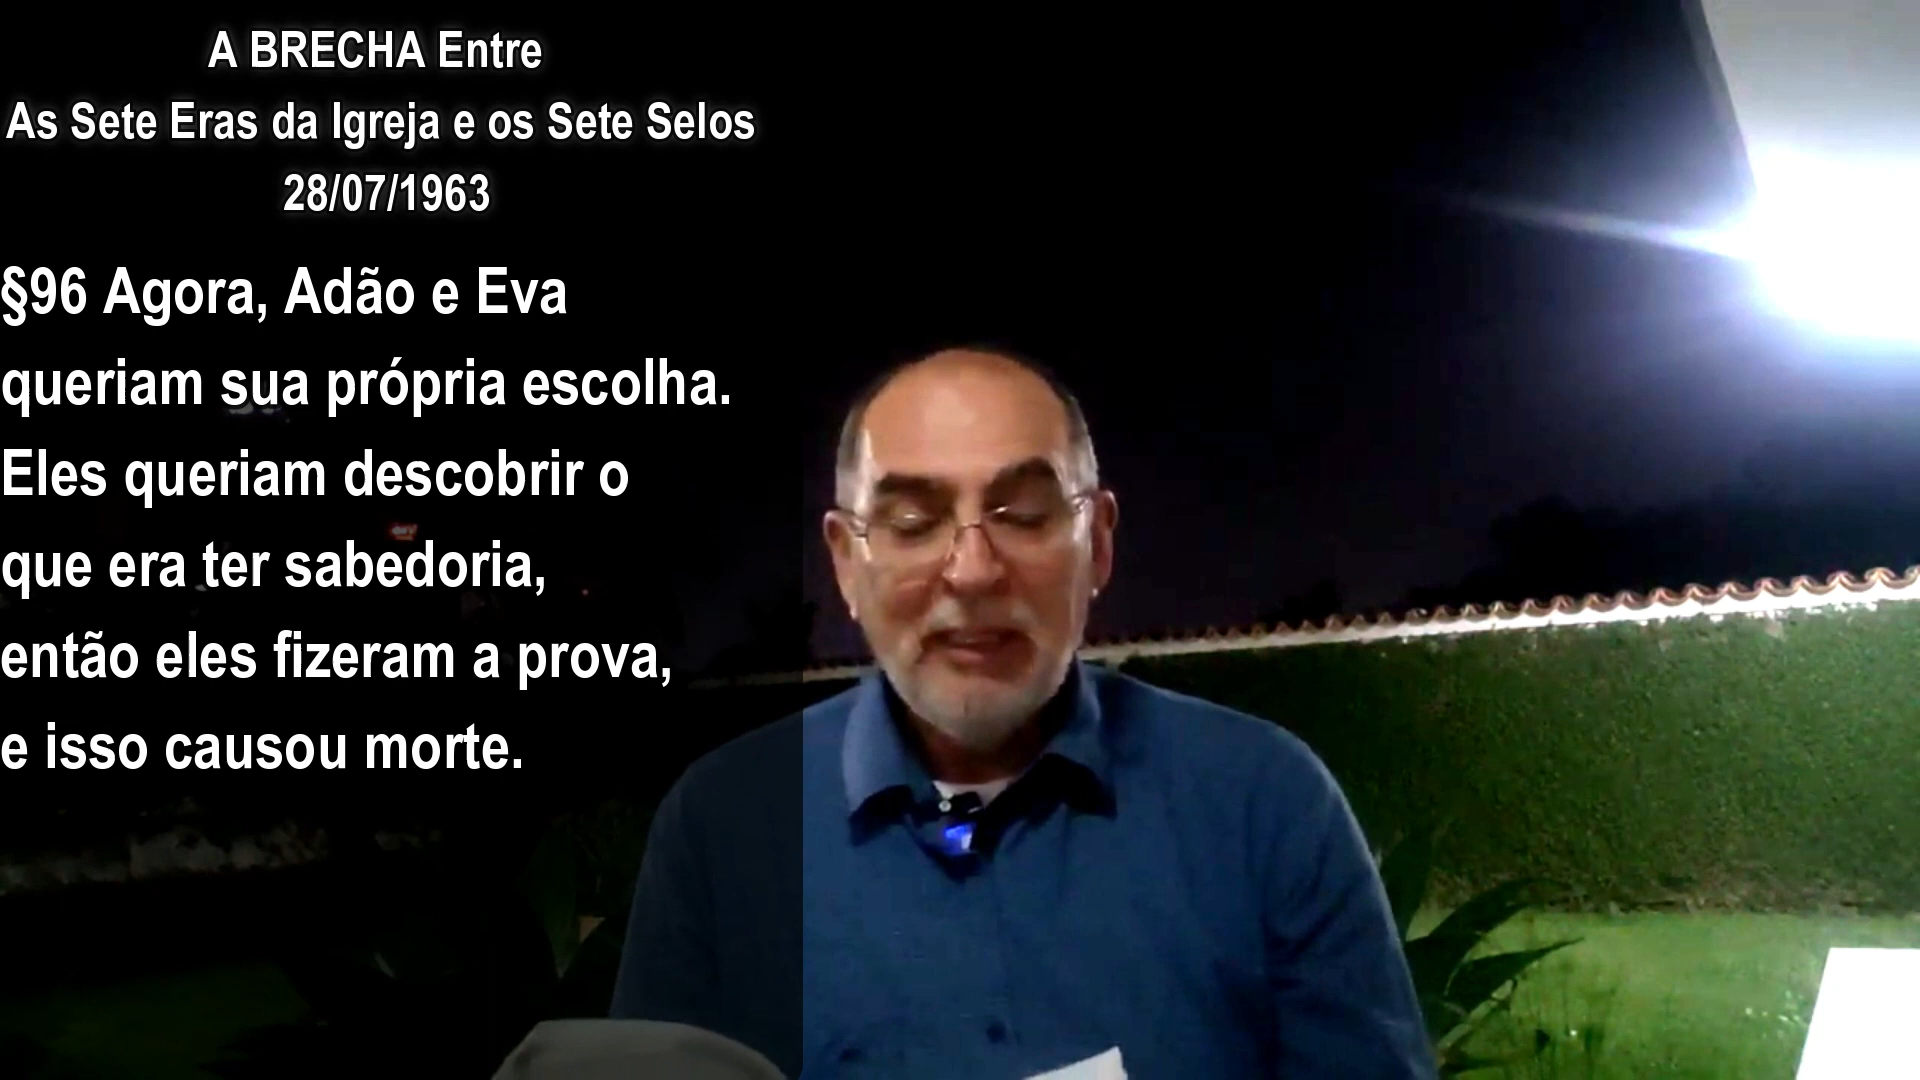 A BRECHA Entre
As Sete Eras da Igreja e os Sete Selos
28/07/1963
§96 Agora, Adão e Eva
queriam sua própria escolha.
Eles queriam descobrir o
que era ter sabedoria,
então eles fizeram a prova,
e isso causou morte.